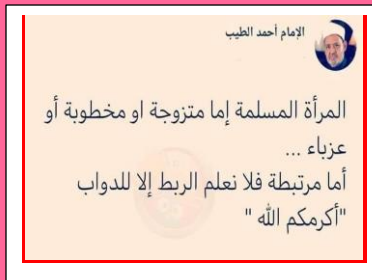 الإمام أحمد الطيب
المرأة المسلمة إما متزوجة او مخطوبة أو
عزباء ...
أما مرتبطة فلا نعلم الربط إلا للدواب
"أكرمكم الله "